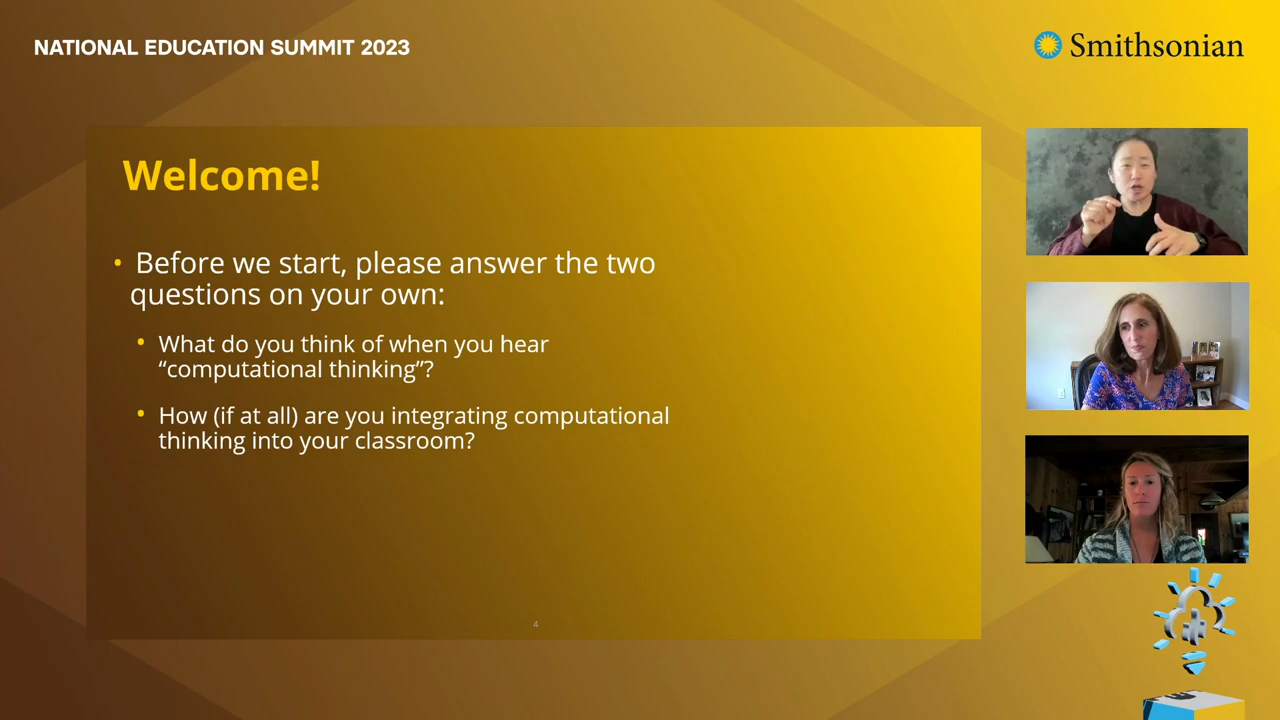 NATIONAL EDUCATION SUMMIT 2023
Smithsonian
Welcome!
• Before we start, please answer the two
questions on your own:
• What do you think of when you hear
“computational thinking”?
• How (if at all) are you integrating computational
thinking into your classroom?
4